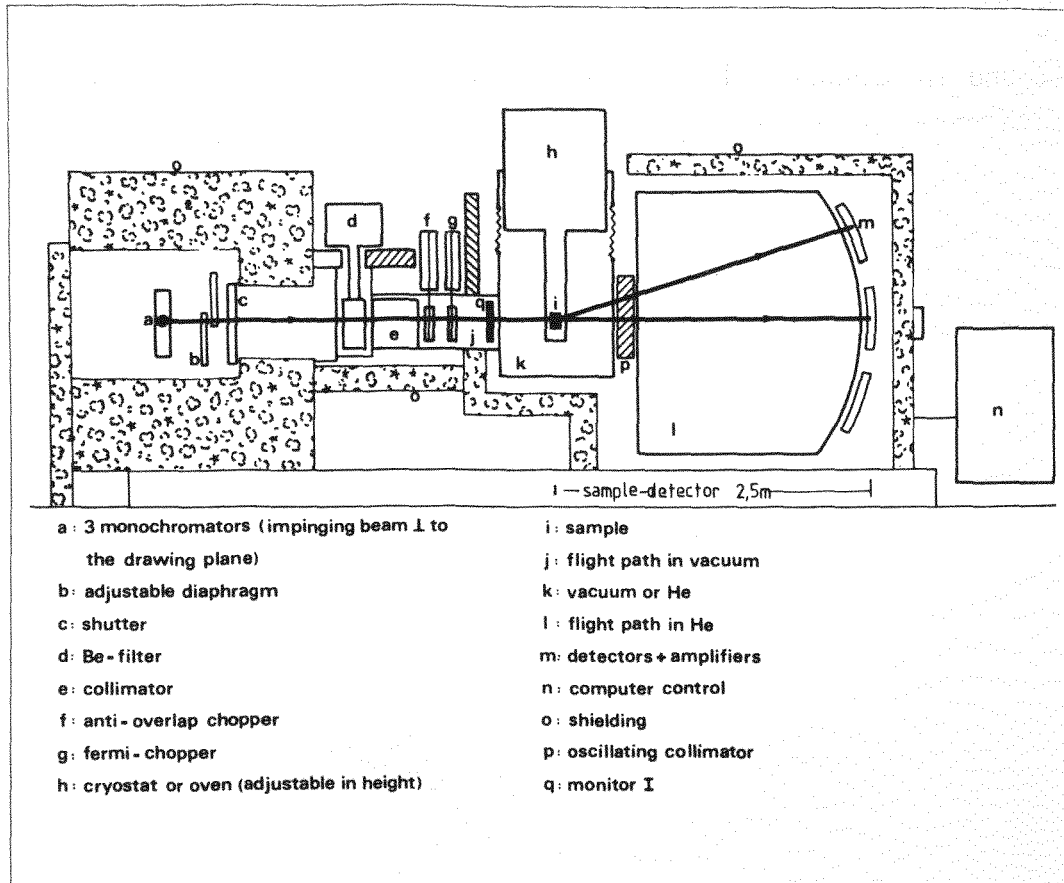 o
h
o
d
f
g
m
c
q
i
a
e
j
b
k
p
n
l
o
sample-detector 2,5m
a: 3 monochromators (impinging beam ⊥ to
the drawing plane)
b: adjustable diaphragm
c: shutter
d: Be-filter
e: collimator
f: anti-overlap chopper
g: fermi-chopper
h: cryostat or oven (adjustable in height)
i: sample
j: flight path in vacuum
k: vacuum or He
l: flight path in He
m: detectors + amplifiers
n: computer control
o: shielding
p: oscillating collimator
q: monitor I